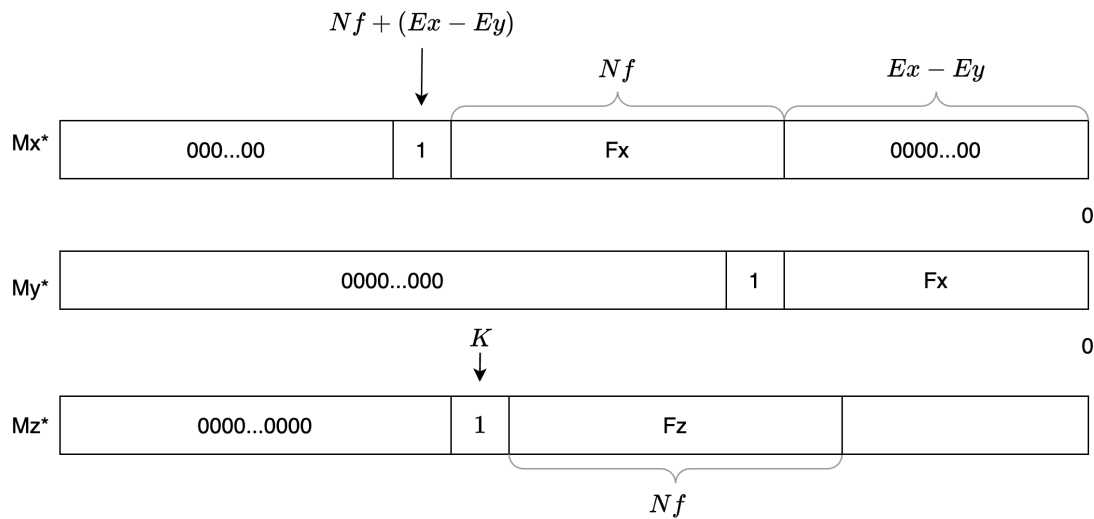 Nf + (Ex − Ey)
Nf
Ex − Ey
Mx*
000...00
1
Fx
0000...00
0
My*
0000...000
1
Fx
K
0
Mz*
0000...0000
1
Fz
Nf